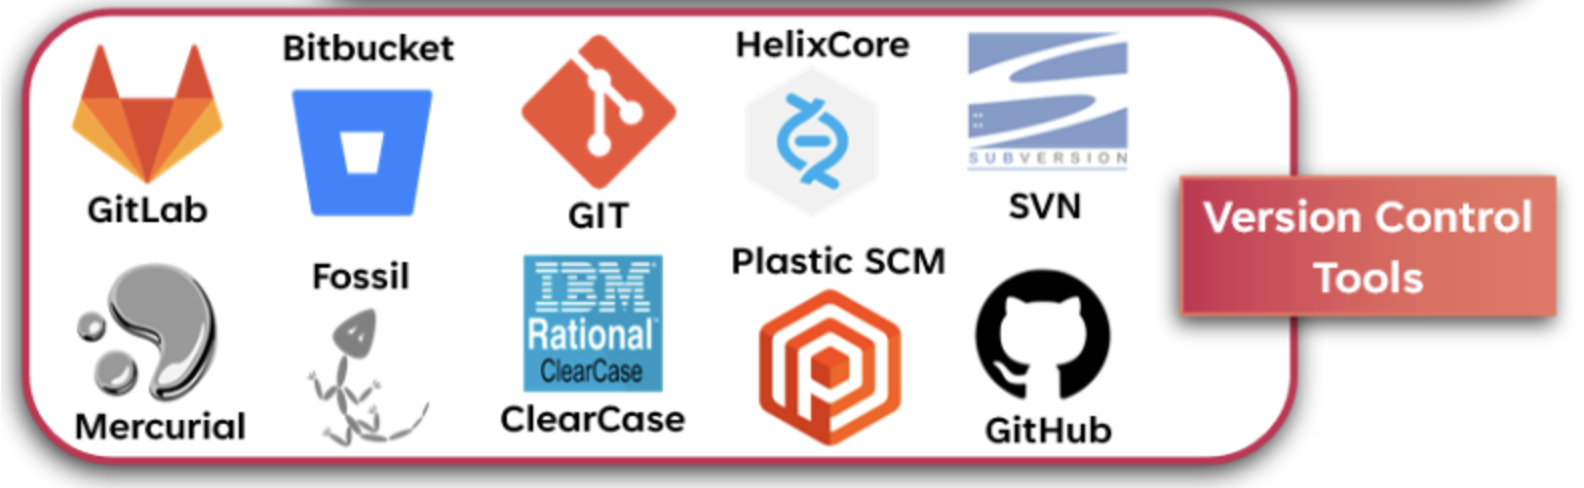 Bitbucket
HelixCore
SUBVERSION
GitLab
GIT
SVN
Version Control
Tools
Fossil
Plastic SCM
IBM
Rational
ClearCase
Mercurial
ClearCase
GitHub